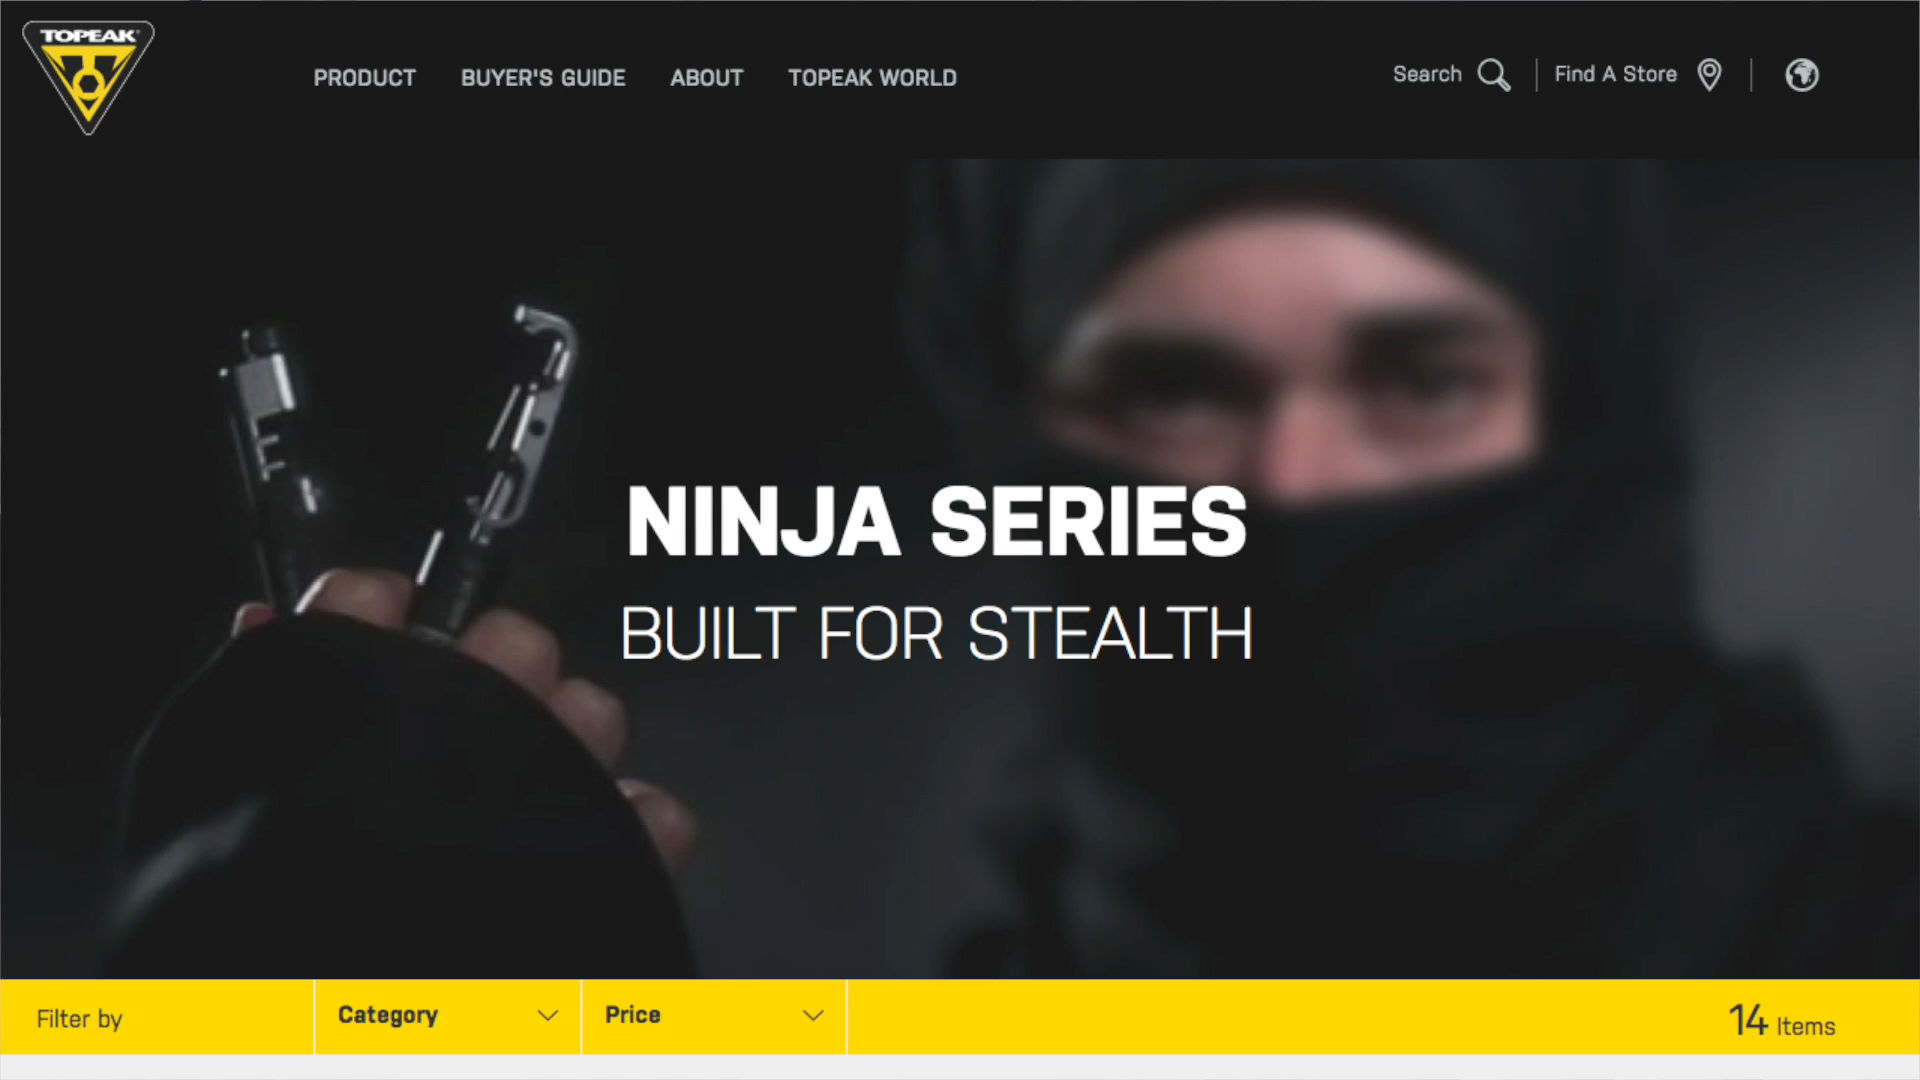 TOPEAK
PRODUCT BUYER'S GUIDE ABOUT TOPEAK WORLD
Search Find A Store
NINJA SERIES
BUILT FOR STEALTH
Filter by Category Price 14 Items